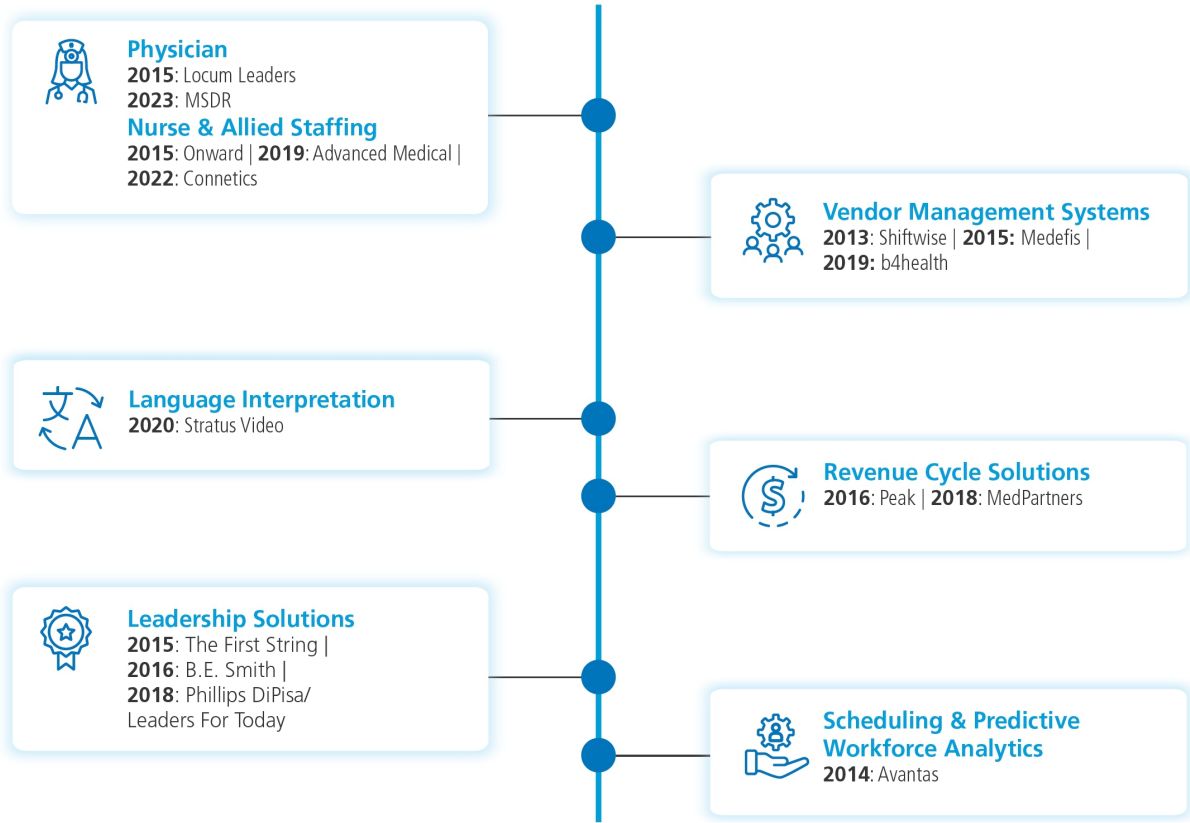 Physician
2015: Locum Leaders
2023: MSDR
Nurse & Allied Staffing
2015: Onward | 2019: Advanced Medical |
2022: Connetics
Vendor Management Systems
2013: Shiftwise | 2015: Medefis |
2019: b4health
文
A
Language Interpretation
2020: Stratus Video
$
Revenue Cycle Solutions
2016: Peak | 2018: MedPartners
Leadership Solutions
2015: The First String |
2016: B.E. Smith |
2018: Phillips DiPisa/
Leaders For Today
Scheduling & Predictive
Workforce Analytics
2014: Avantas